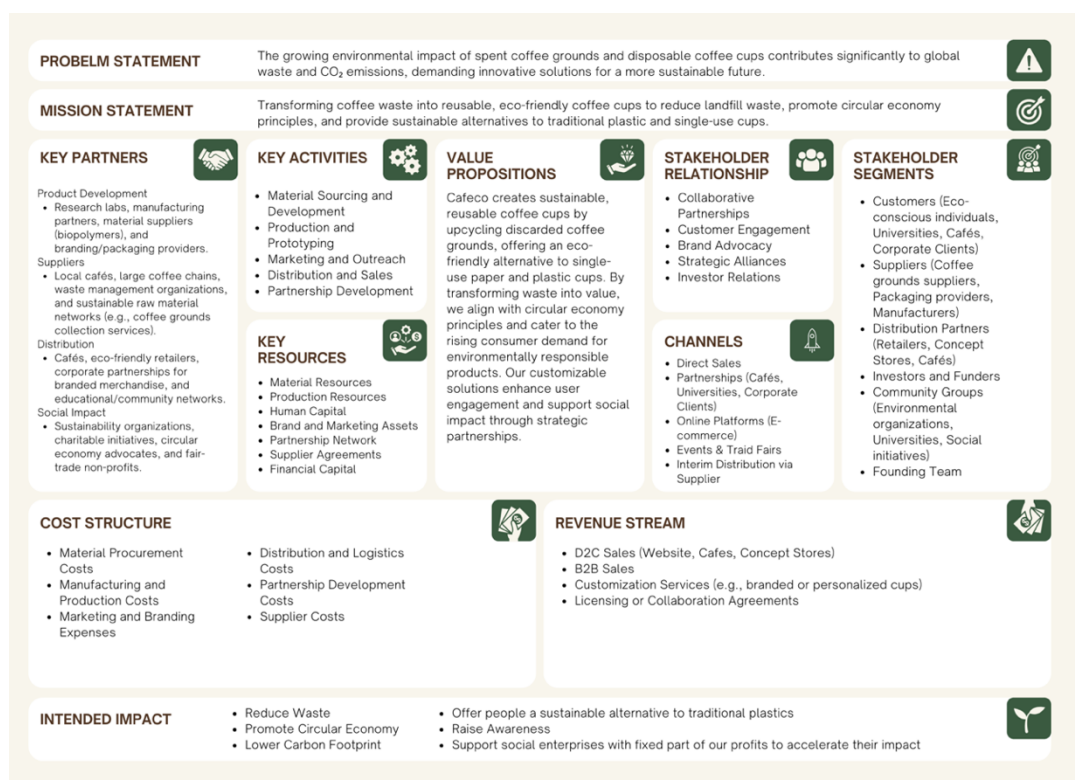 PROBELM STATEMENT
The growing environmental impact of spent coffee grounds and disposable coffee cups contributes significantly to global
waste and CO₂ emissions, demanding innovative solutions for a more sustainable future.
MISSION STATEMENT
Transforming coffee waste into reusable, eco-friendly coffee cups to reduce landfill waste, promote circular economy
principles, and provide sustainable alternatives to traditional plastic and single-use cups.
KEY PARTNERS
Product Development
• Research labs, manufacturing
partners, material suppliers
(biopolymers), and
branding/packaging providers.
Suppliers
• Local cafés, large coffee chains,
waste management organizations,
and sustainable raw material
networks (e.g., coffee grounds
collection services).
Distribution
• Cafés, eco-friendly retailers,
corporate partnerships for
branded merchandise, and
educational/community networks.
Social Impact
• Sustainability organizations,
charitable initiatives, circular
economy advocates, and fair-
trade non-profits.
KEY ACTIVITIES
• Material Sourcing and
Development
• Production and
Prototyping
• Marketing and Outreach
• Distribution and Sales
• Partnership Development
KEY
RESOURCES
• Material Resources
• Production Resources
• Human Capital
• Brand and Marketing Assets
• Partnership Network
• Supplier Agreements
• Financial Capital
VALUE
PROPOSITIONS
Cafeco creates sustainable,
reusable coffee cups by
upcycling discarded coffee
grounds, offering an eco-
friendly alternative to single-
use paper and plastic cups. By
transforming waste into value,
we align with circular economy
principles and cater to the
rising consumer demand for
environmentally responsible
products. Our customizable
solutions enhance user
engagement and support social
impact through strategic
partnerships.
STAKEHOLDER
RELATIONSHIP
• Collaborative
Partnerships
• Customer Engagement
• Brand Advocacy
• Strategic Alliances
• Investor Relations
CHANNELS
• Direct Sales
• Partnerships (Cafés,
Universities, Corporate
Clients)
• Online Platforms (E-
commerce)
• Events & Traid Fairs
• Interim Distribution via
Supplier
STAKEHOLDER
SEGMENTS
• Customers (Eco-
conscious individuals,
Universities, Cafés,
Corporate Clients)
• Suppliers (Coffee
grounds suppliers,
Packaging providers,
Manufacturers)
• Distribution Partners
(Retailers, Concept
Stores, Cafés)
• Investors and Funders
• Community Groups
(Environmental
organizations,
Universities, Social
initiatives)
• Founding Team
COST STRUCTURE
• Material Procurement
Costs
• Manufacturing and
Production Costs
• Marketing and Branding
Expenses
• Distribution and Logistics
Costs
• Partnership Development
Costs
• Supplier Costs
REVENUE STREAM
• D2C Sales (Website, Cafes, Concept Stores)
• B2B Sales
• Customization Services (e.g., branded or personalized cups)
• Licensing or Collaboration Agreements
INTENDED IMPACT
• Reduce Waste
• Promote Circular Economy
• Lower Carbon Footprint
• Offer people a sustainable alternative to traditional plastics
• Raise Awareness
• Support social enterprises with fixed part of our profits to accelerate their impact